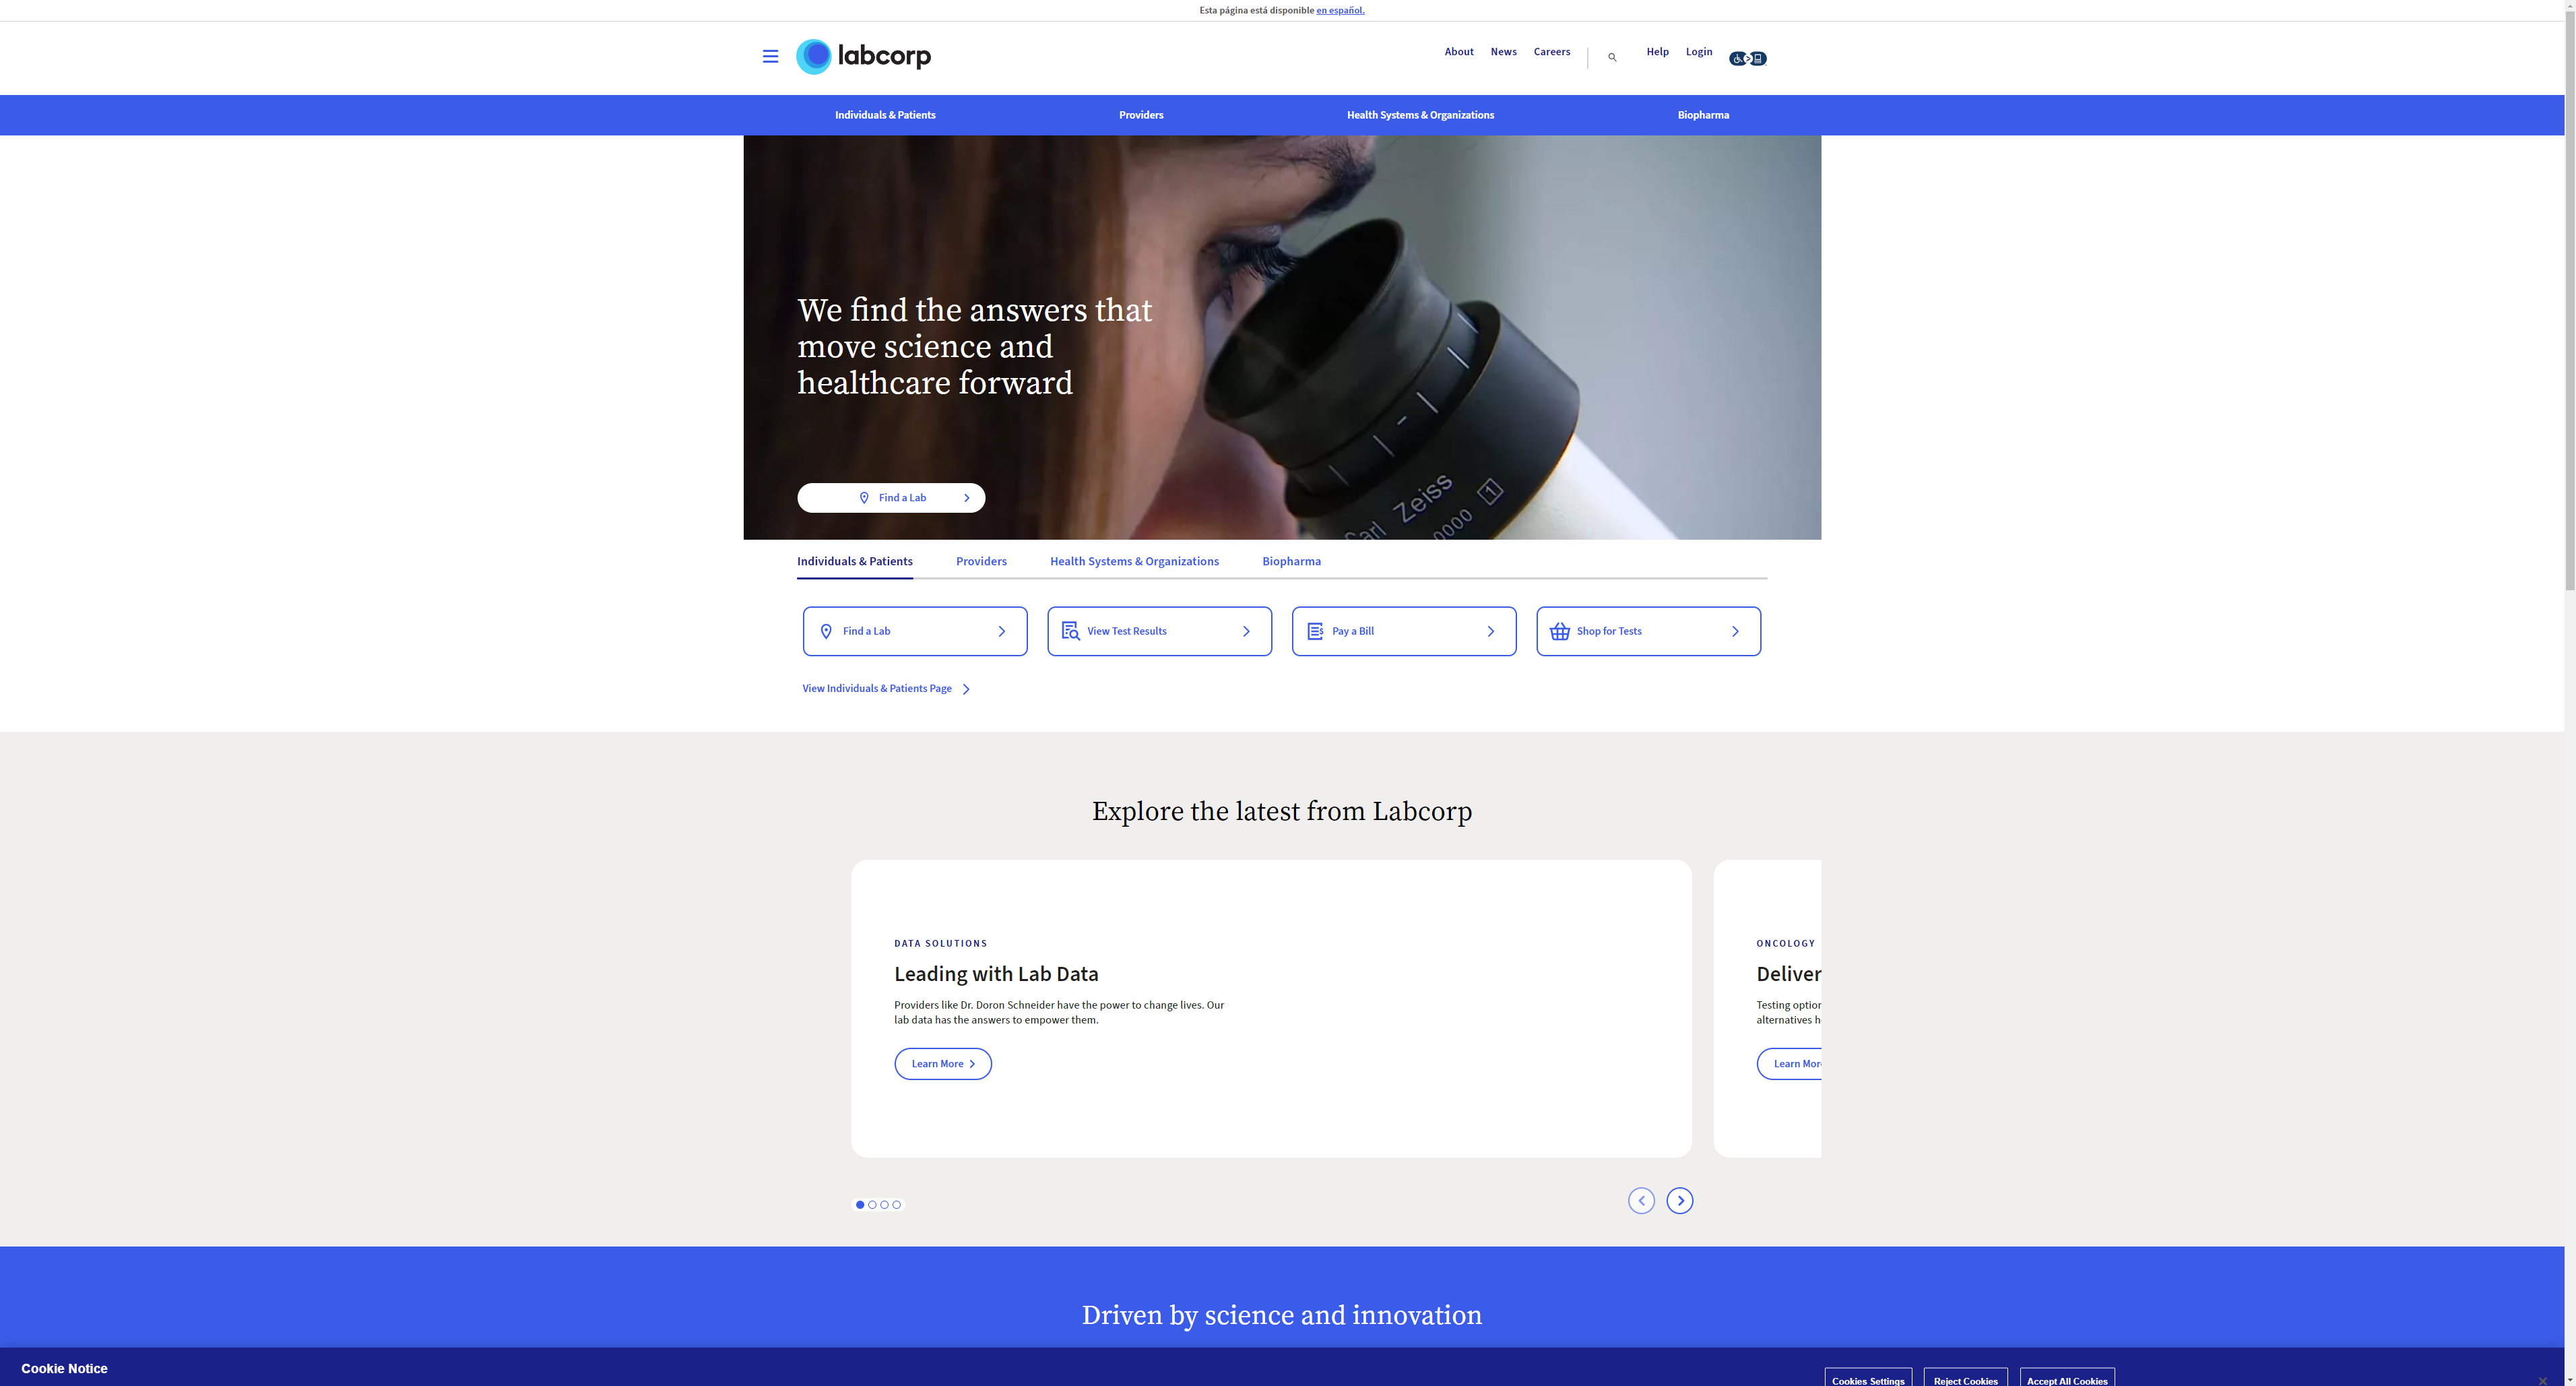 Esta página está disponible en español.
labcorp
About News Careers Help Login
Individuals & Patients Providers Health Systems & Organizations Biopharma
We find the answers that
move science and
healthcare forward
Find a Lab
Carl Zeiss
0000 1
Individuals & Patients Providers Health Systems & Organizations Biopharma
Find a Lab View Test Results Pay a Bill Shop for Tests
View Individuals & Patients Page
Explore the latest from Labcorp
DATA SOLUTIONS
Leading with Lab Data
Providers like Dr. Doron Schneider have the power to change lives. Our
lab data has the answers to empower them.
Learn More
ONCOLOGY
Deliver
Testing option
alternatives h
Learn More
Driven by science and innovation
Cookie Notice
Cookies Settings Reject Cookies Accept All Cookies